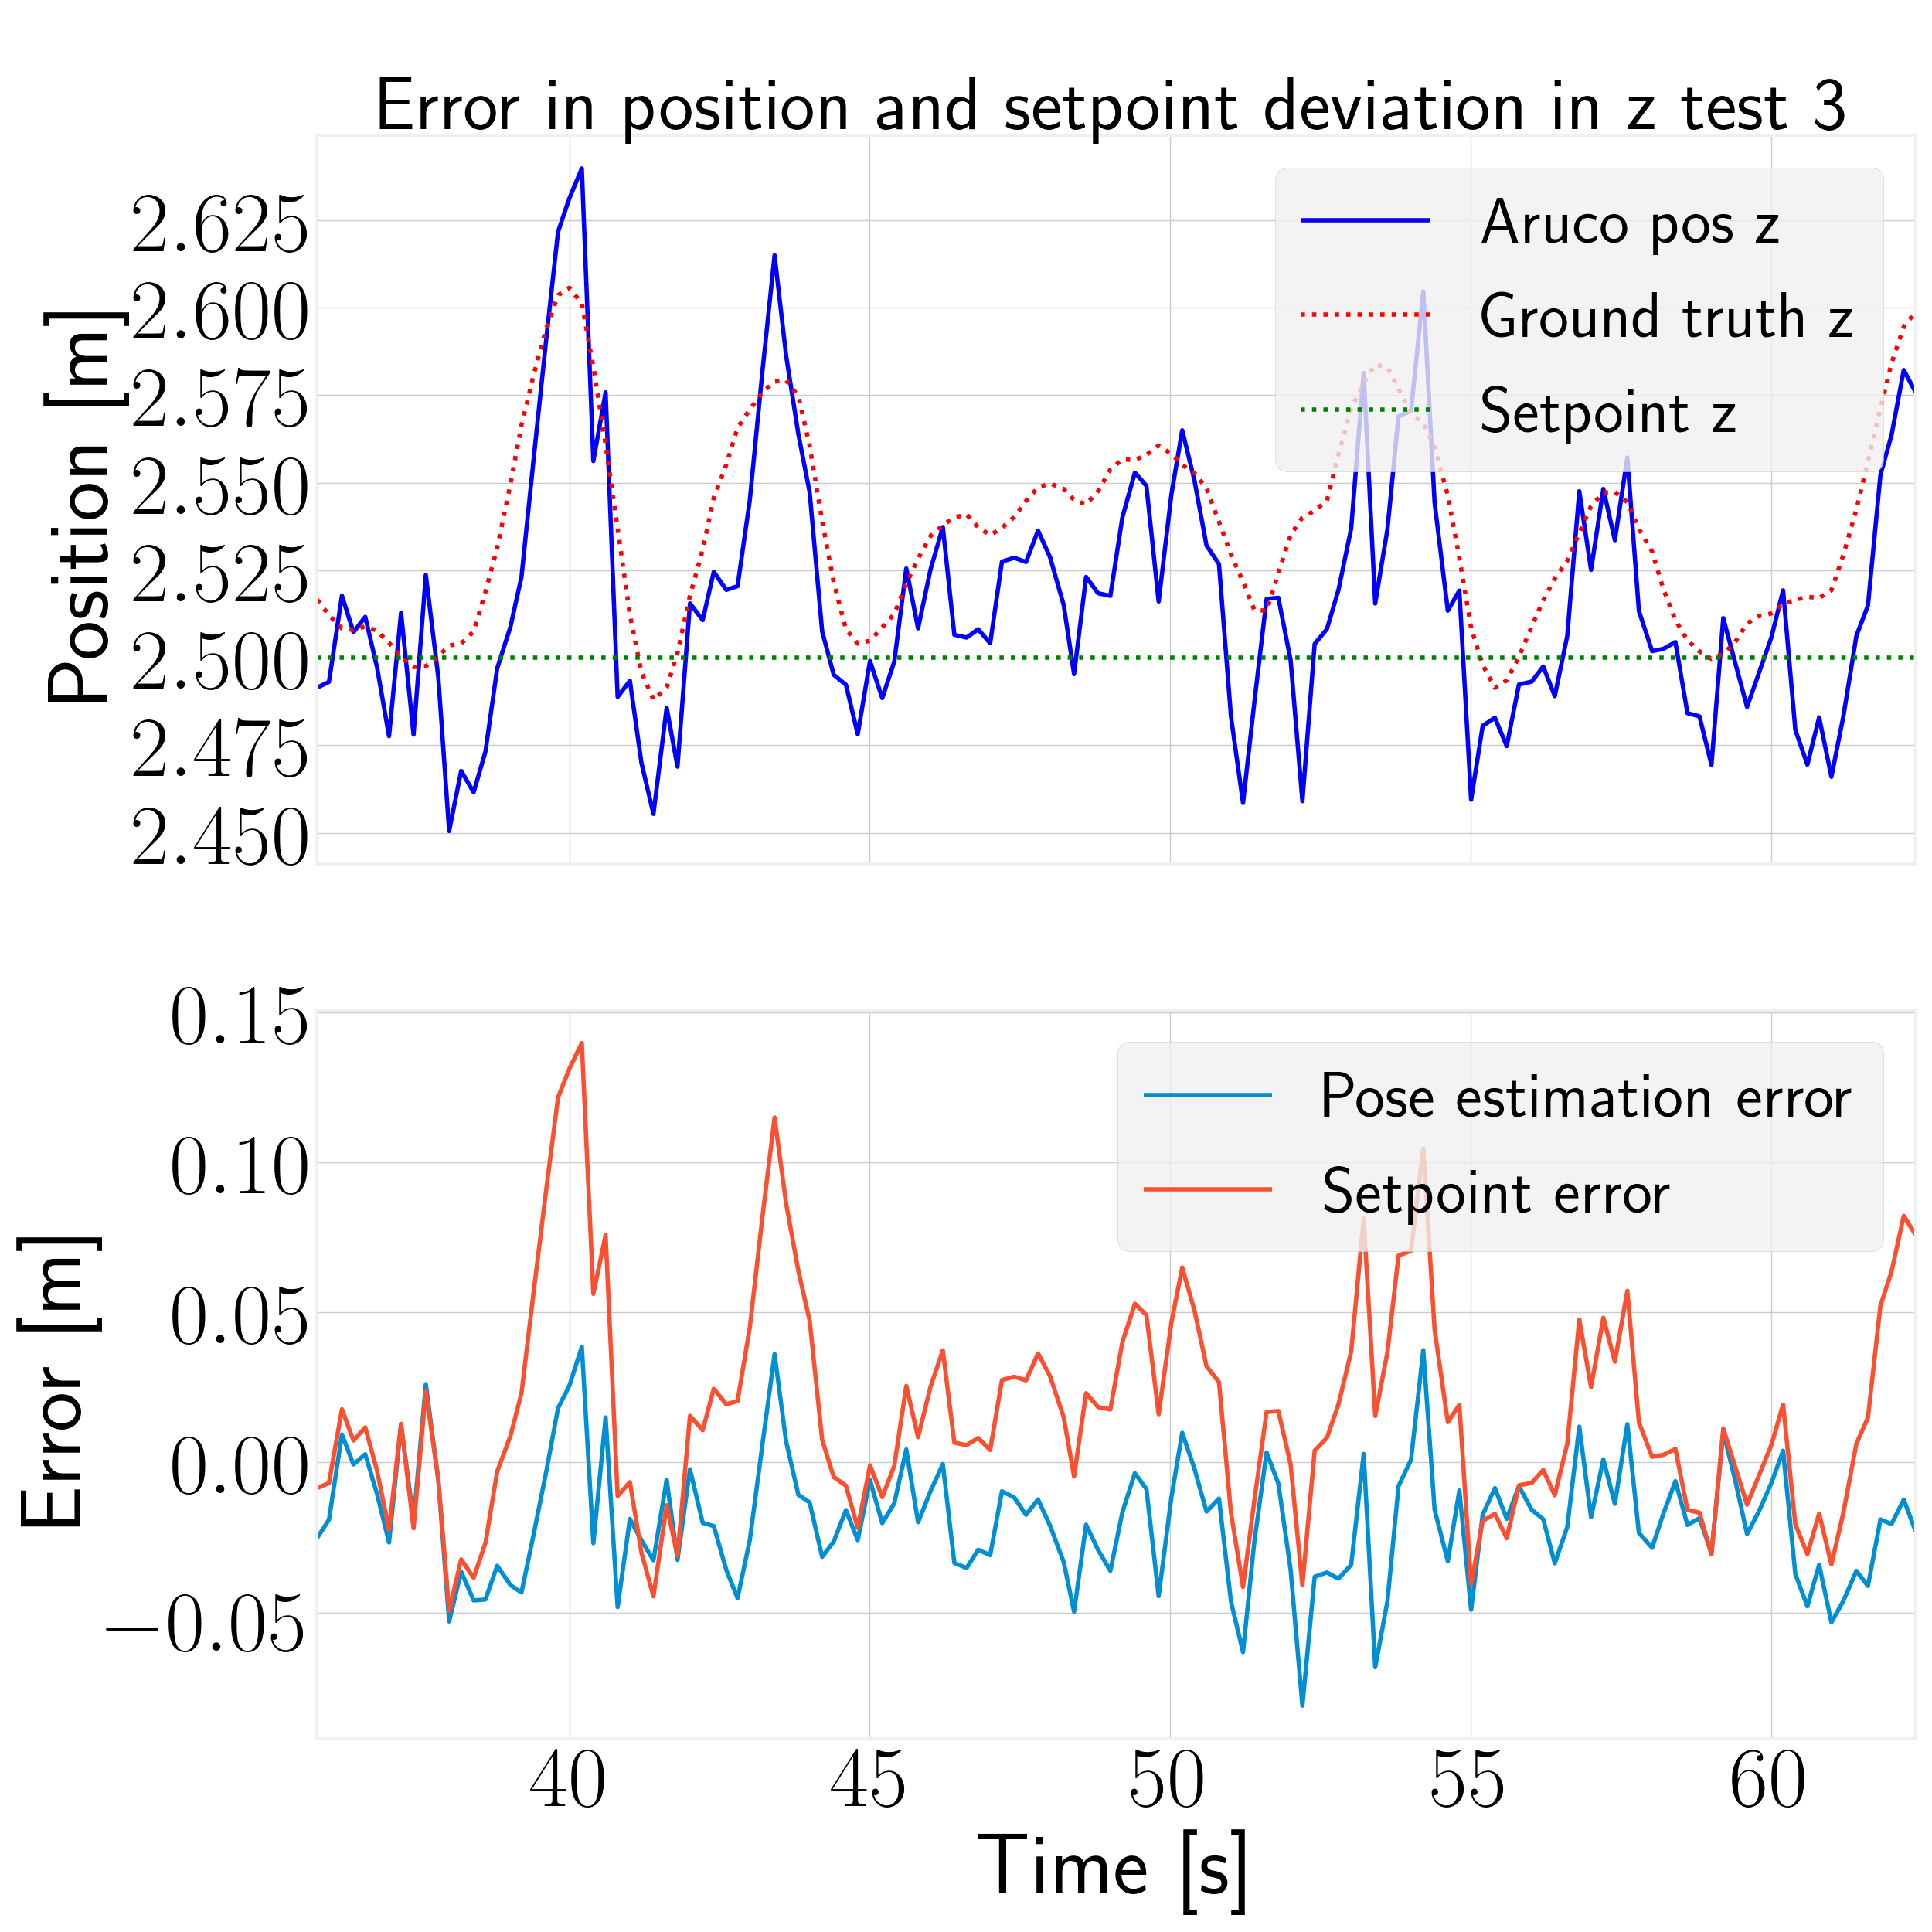 Error in position and setpoint deviation in z test 3
Position [m]
2.625
2.600
2.575
2.550
2.525
2.500
2.475
2.450
Aruco pos z
Ground truth z
Setpoint z
Error [m]
0.15
0.10
0.05
0.00
−0.05
Pose estimation error
Setpoint error
40 45 50 55 60
Time [s]